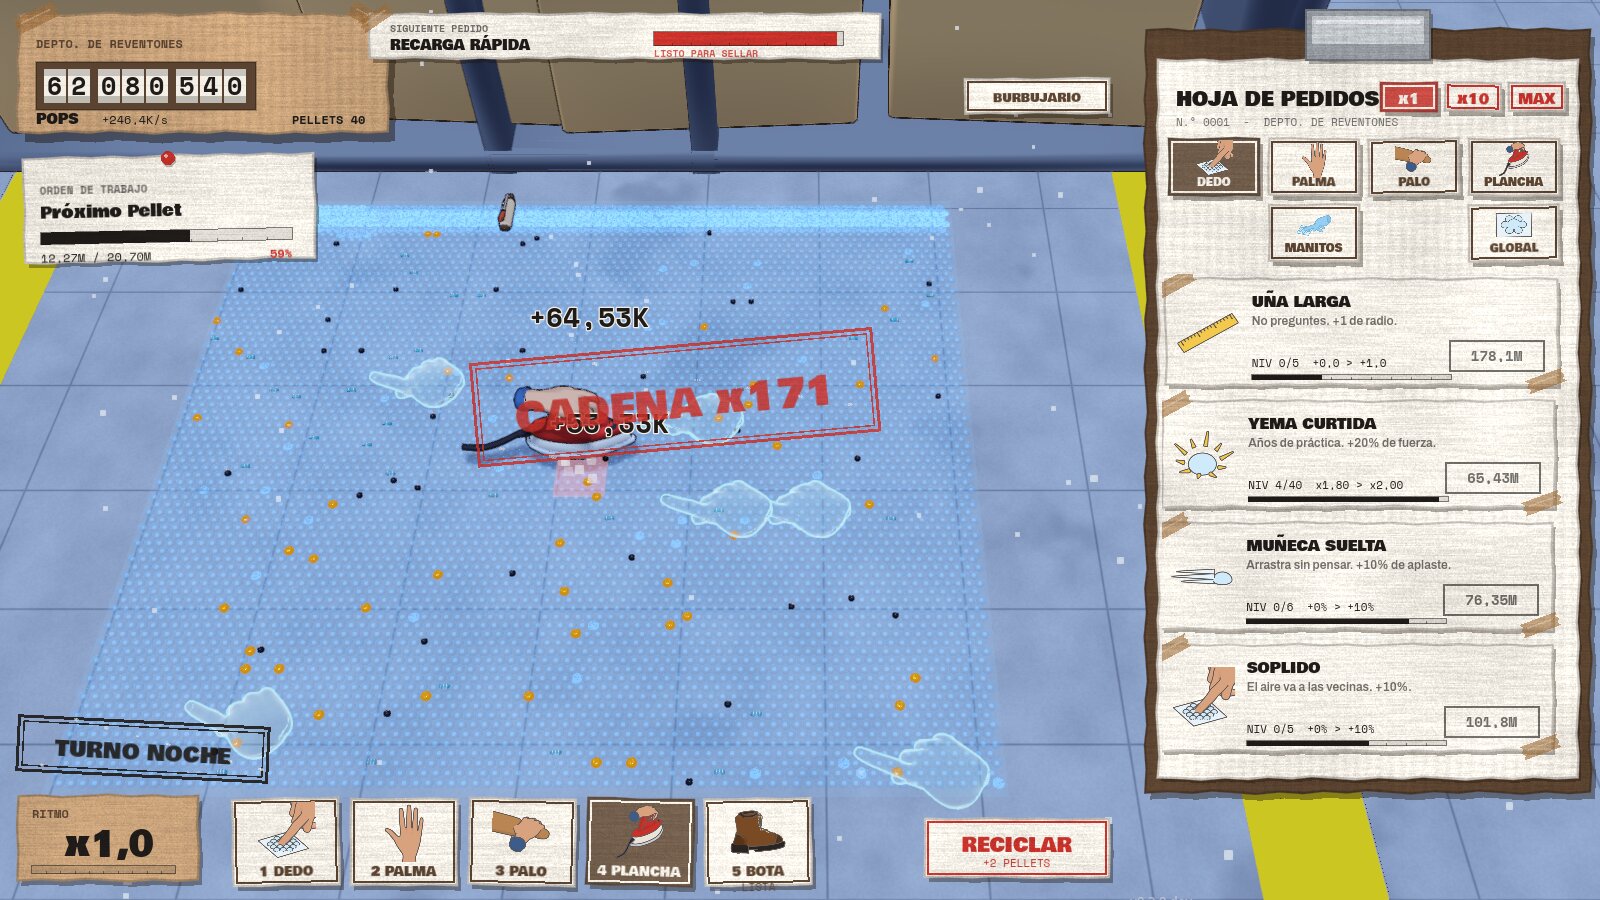 DEPTO. DE REVENTONES
62 080 540
POPS +246,4K/s PELLETS 40
SIGUIENTE PEDIDO
RECARGA RÁPIDA
LISTO PARA SELLAR
BURBUJARIO
ORDEN DE TRABAJO
Próximo Pellet
12.27M / 20.70M 59%
+64,53K
CADENA x171
TURNO NOCHE
RITMO
x1,0
1 DEDO
2 PALMA
3 PALO
4 PLANCHA
5 BOTA
LISTA
RECICLAR
+2 PELLETS
HOJA DE PEDIDOS
x1 x10 MAX
N.° 0001 - DEPTO. DE REVENTONES
DEDO PALMA PALO PLANCHA
MANITOS GLOBAL
UÑA LARGA
No preguntes. +1 de radio.
NIV 0/5 +0,0 > +1,0
178,1M
YEMA CURTIDA
Años de práctica. +20% de fuerza.
NIV 4/40 x1,80 > x2,00
65,43M
MUÑECA SUELTA
Arrastra sin pensar. +10% de aplaste.
NIV 0/6 +0% > +10%
76,35M
SOPLIDO
El aire va a las vecinas. +10%.
NIV 0/5 +0% > +10%
101,8M